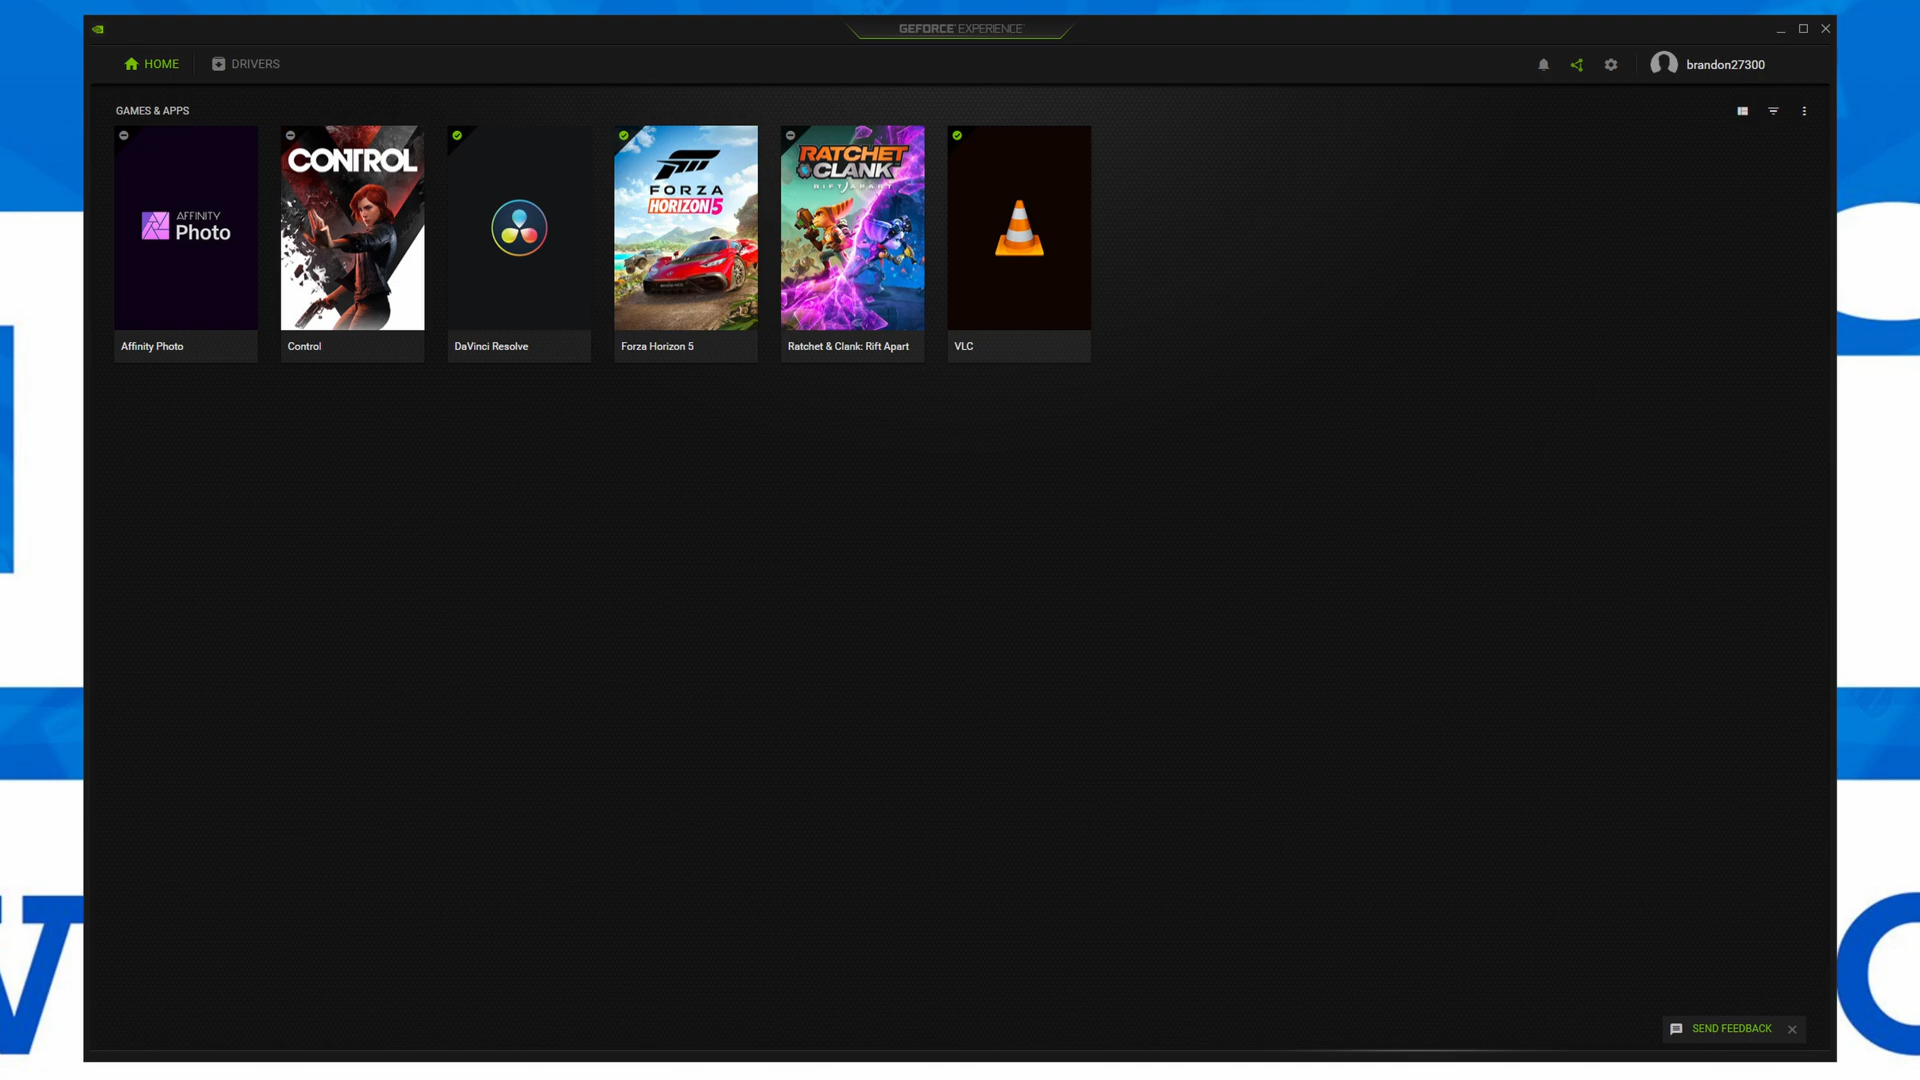 GEFORCE EXPERIENCE
HOME
DRIVERS
brandon27300
GAMES & APPS
AFFINITY
Photo
CONTROL
FORZA
HORIZON 5
RATCHET
CLANK
RIFT APART
Affinity Photo
Control
DaVinci Resolve
Forza Horizon 5
Ratchet & Clank: Rift Apart
VLC
SEND FEEDBACK